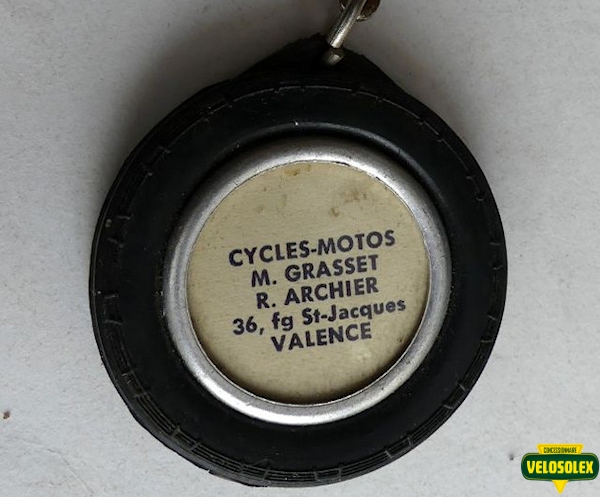 CYCLES-MOTOS
M. GRASSET
R. ARCHIER
36, fg St-Jacques
VALENCE
CONCESSIONNAIRE
VELOSOLEX